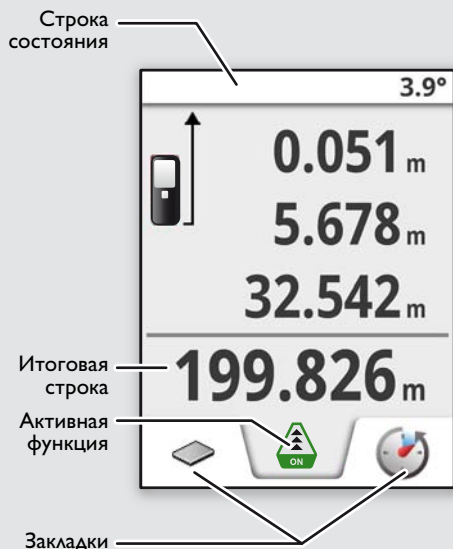 Строка
состояния
3.9°
0.051 m
5.678 m
32.542 m
Итоговая
строка
199.826 m
Активная
функция
ON
Закладки